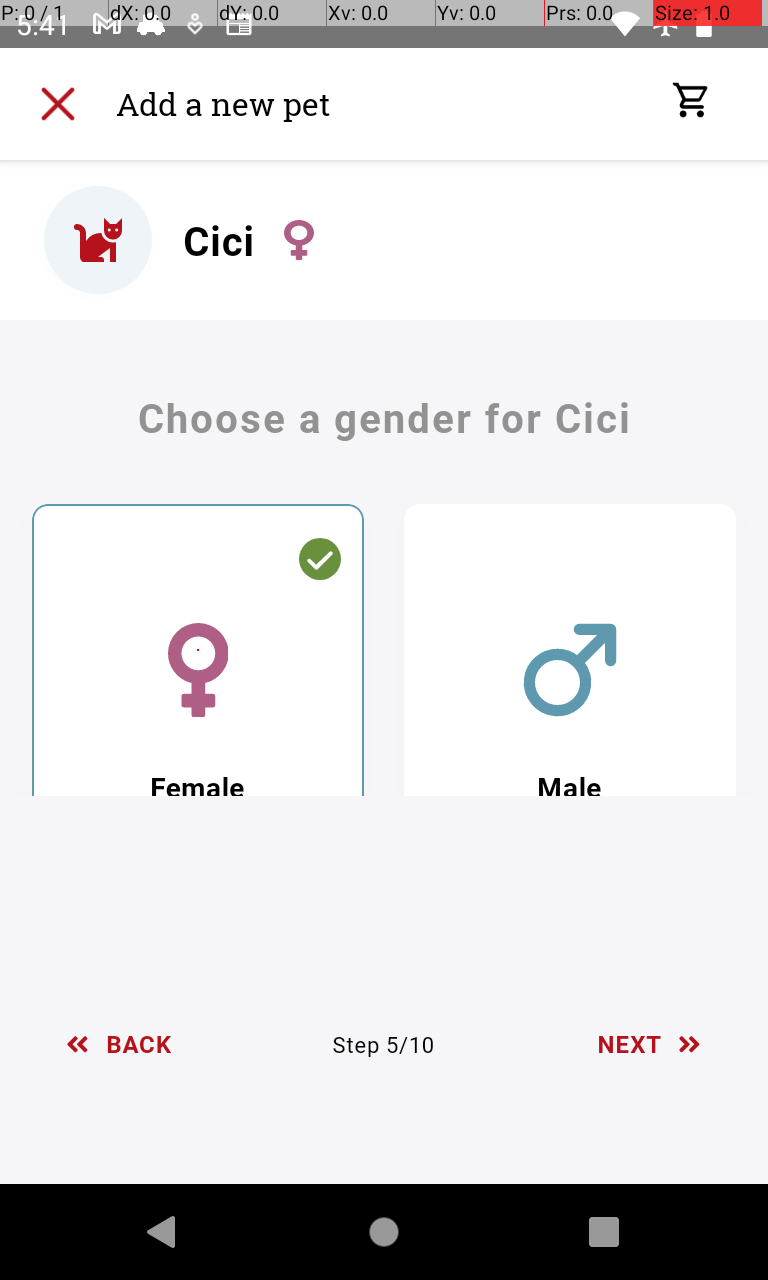 P: 0 / 1 dX: 0.0 dY: 0.0 Xv: 0.0 Yv: 0.0 Prs: 0.0 Size: 1.0
5:41
Add a new pet
Cici
Choose a gender for Cici
Female Male
BACK Step 5/10 NEXT